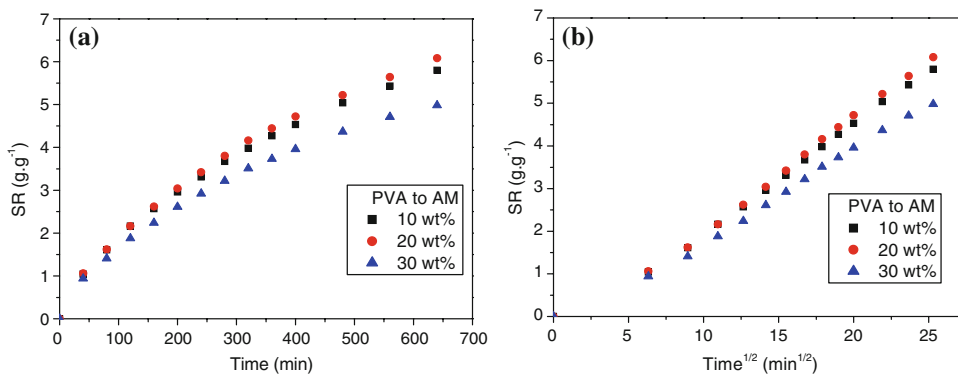 (a)
7
6
5
4
3
2
1
0
SR (g.g⁻¹)
PVA to AM
10 wt%
20 wt%
30 wt%
0 100 200 300 400 500 600 700
Time (min)
(b)
7
6
5
4
3
2
1
0
SR (g.g⁻¹)
PVA to AM
10 wt%
20 wt%
30 wt%
0 5 10 15 20 25
Time¹ᐟ² (min¹ᐟ²)